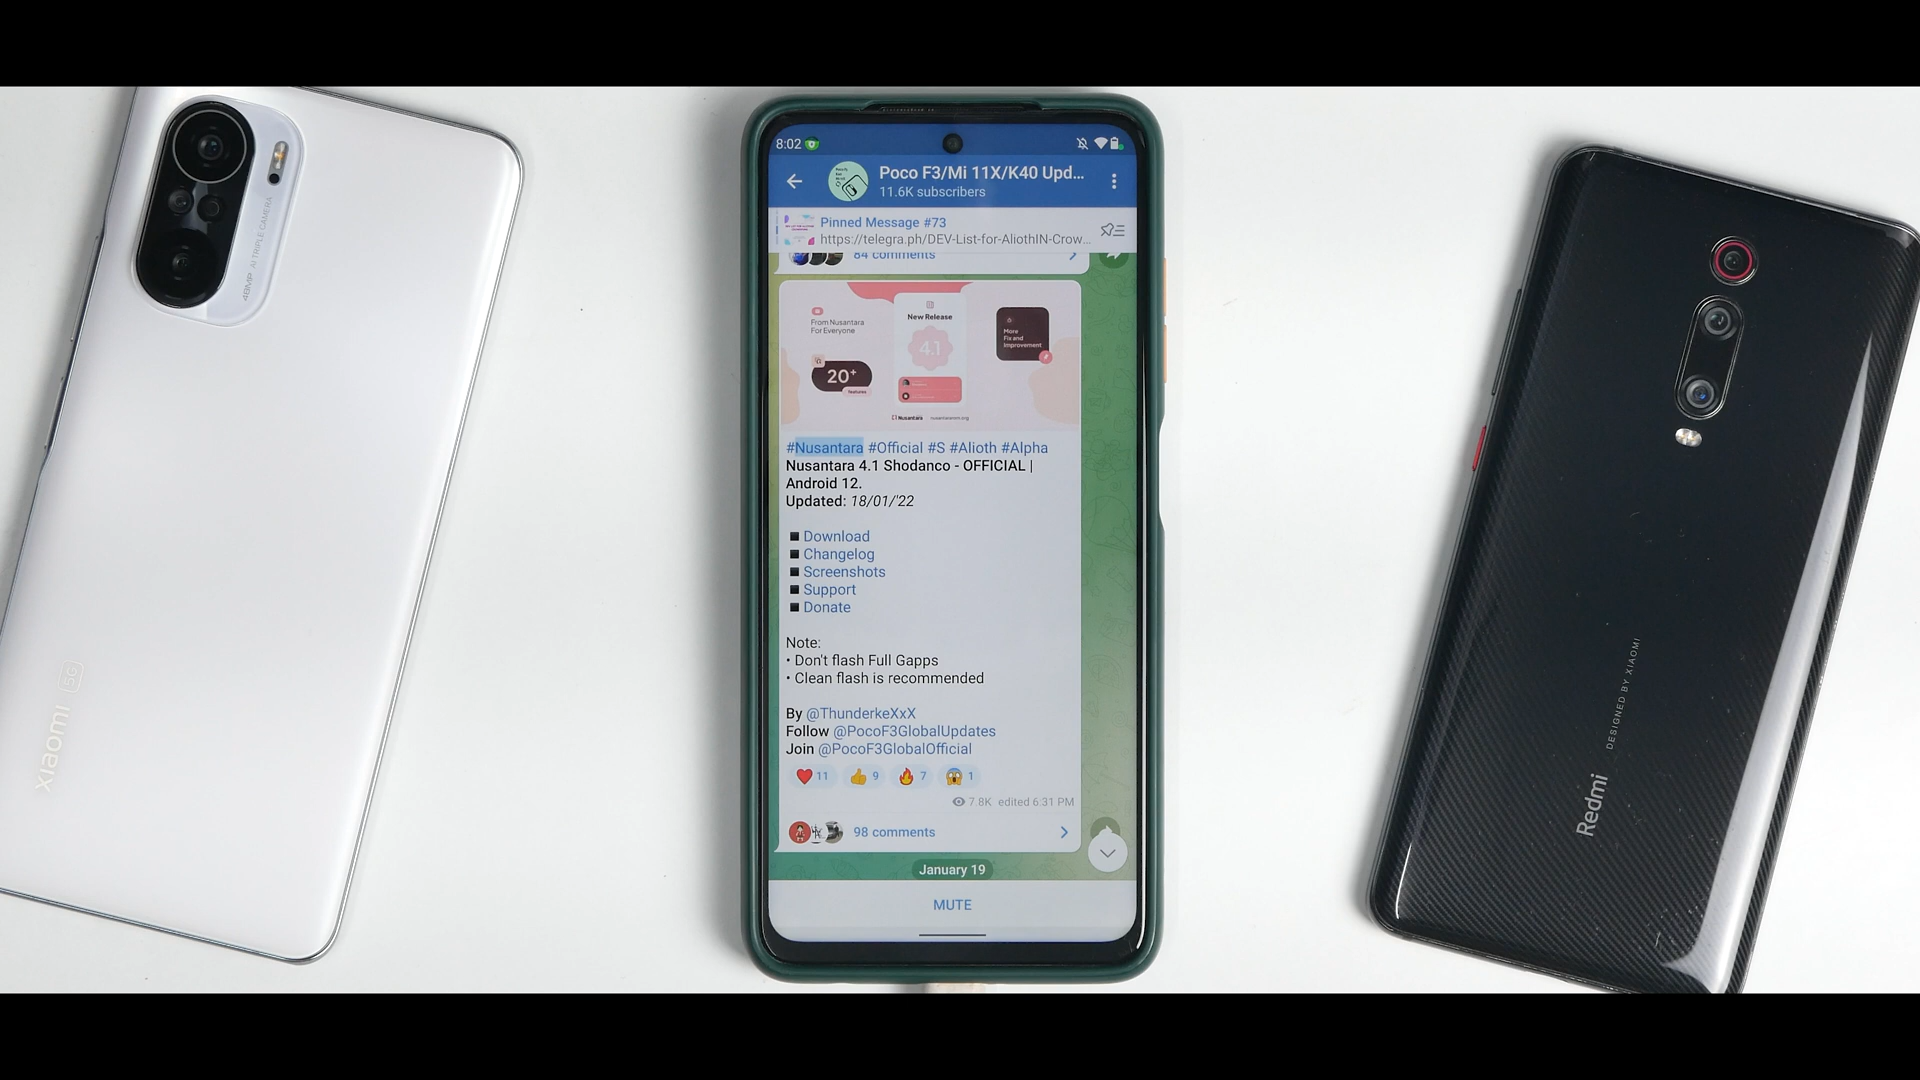 48MP AI TRIPLE CAMERA
xiaomi 5G
8:02
Poco F3/Mi 11X/K40 Upd...
11.6K subscribers
Pinned Message #73
https://telegra.ph/DEV-List-for-AliothIN-Crow...
84 comments
From Nusantara
For Everyone
New Release
4.1
More
Fix and
Improvement
20+
features
Nusantara
nusantararom.org
#Nusantara #Official #S #Alioth #Alpha
Nusantara 4.1 Shodanco - OFFICIAL |
Android 12.
Updated: 18/01/'22
Download
Changelog
Screenshots
Support
Donate
Note:
• Don't flash Full Gapps
• Clean flash is recommended
By @ThunderkeXxX
Follow @PocoF3GlobalUpdates
Join @PocoF3GlobalOfficial
❤️ 11 👍 9 🔥 7 😱 1
7.8K edited 6:31 PM
98 comments
January 19
MUTE
Redmi
DESIGNED BY XIAOMI